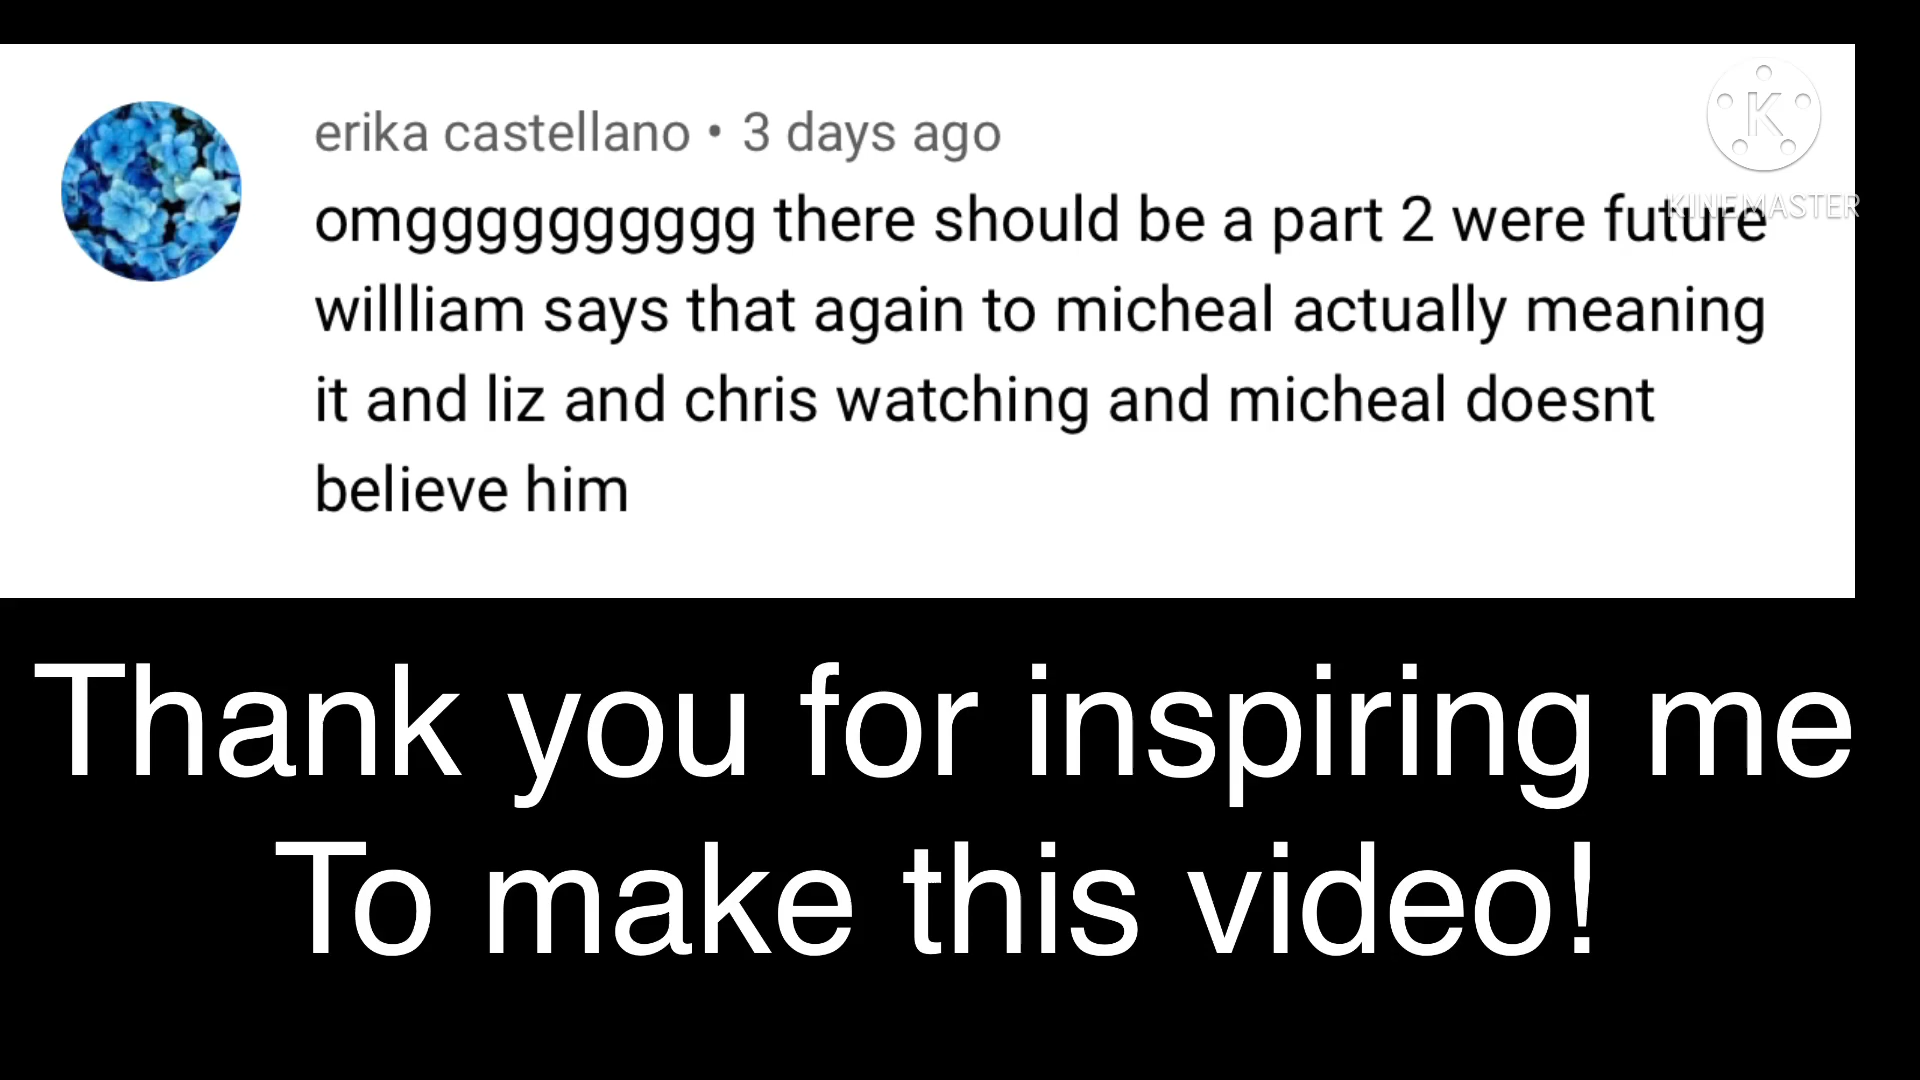 erika castellano • 3 days ago
K
KINEMASTER
omgggggggggg there should be a part 2 were future
willliam says that again to micheal actually meaning
it and liz and chris watching and micheal doesnt
believe him
Thank you for inspiring me
To make this video!